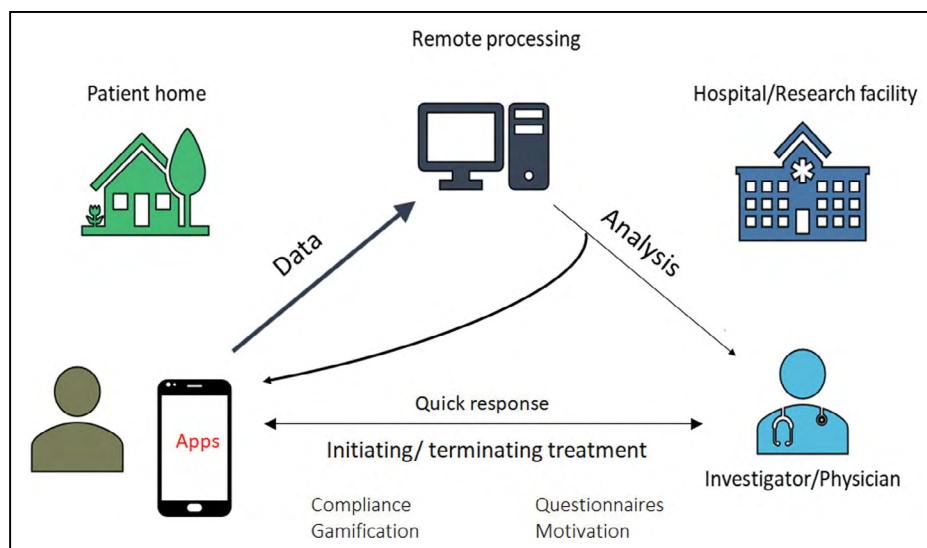 Remote processing
Patient home
Hospital/Research facility
Data
Analysis
Apps
Quick response
Initiating/ terminating treatment
Investigator/Physician
Compliance
Questionnaires
Gamification
Motivation